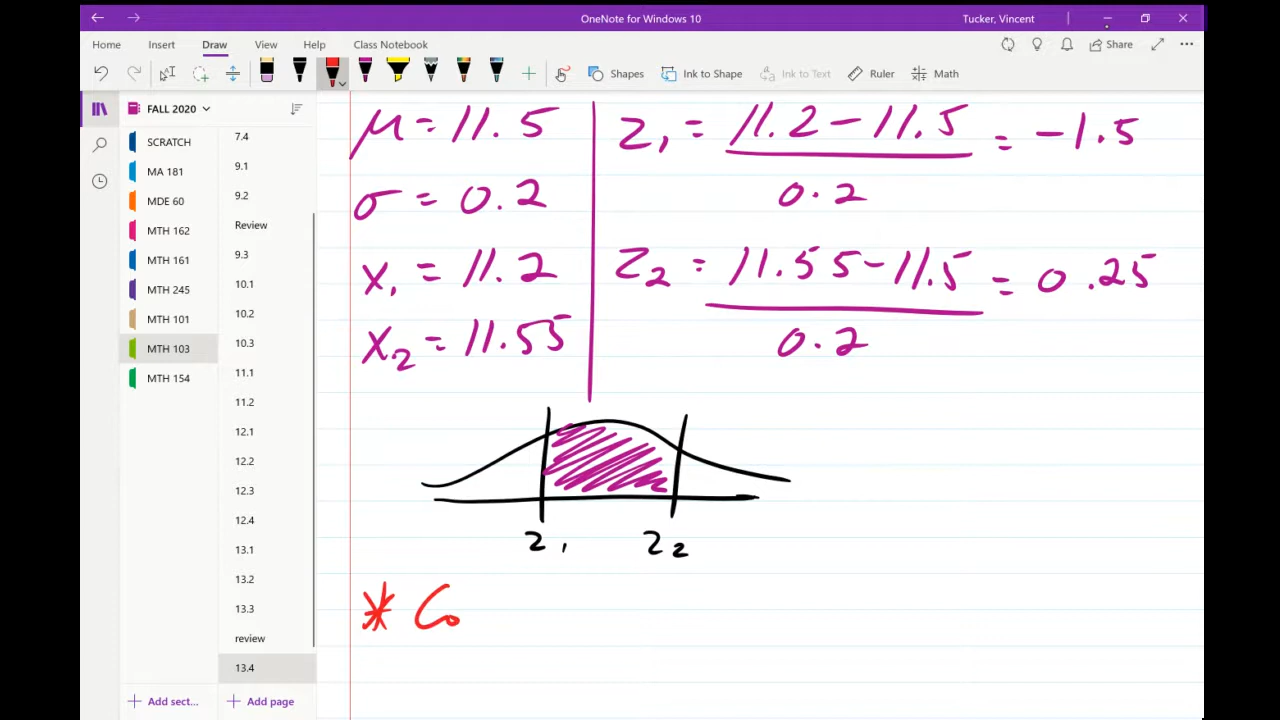 OneNote for Windows 10
Tucker, Vincent
Home Insert Draw View Help Class Notebook
Share
Shapes Ink to Shape Ink to Text Ruler Math
FALL 2020
SCRATCH
MA 181
MDE 60
MTH 162
MTH 161
MTH 245
MTH 101
MTH 103
MTH 154
Add sect...
7.4
9.1
9.2
Review
9.3
10.1
10.2
10.3
11.1
11.2
12.1
12.2
12.3
12.4
13.1
13.2
13.3
review
13.4
Add page
μ = 11.5
σ = 0.2
x₁ = 11.2
x₂ = 11.55
z₁ = 11.2 - 11.5 / 0.2 = -1.5
z₂ = 11.55 - 11.5 / 0.2 = 0.25
z₁ z₂
* Co